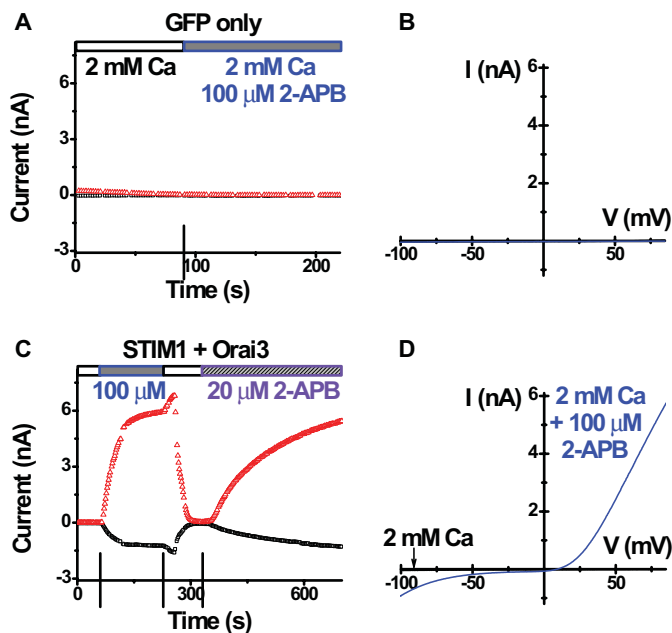 A
GFP only
2 mM Ca
2 mM Ca
100 μM 2-APB
Current (nA)
6
3
0
-3
0
100
200
Time (s)
B
I (nA)
6
4
2
V (mV)
-100
-50
50
C
STIM1 + Orai3
100 μM
20 μM 2-APB
Current (nA)
6
3
0
-3
0
300
600
Time (s)
D
I (nA)
6
4
2
2 mM Ca
+ 100 μM
2-APB
2 mM Ca
V (mV)
-100
-50
0
50